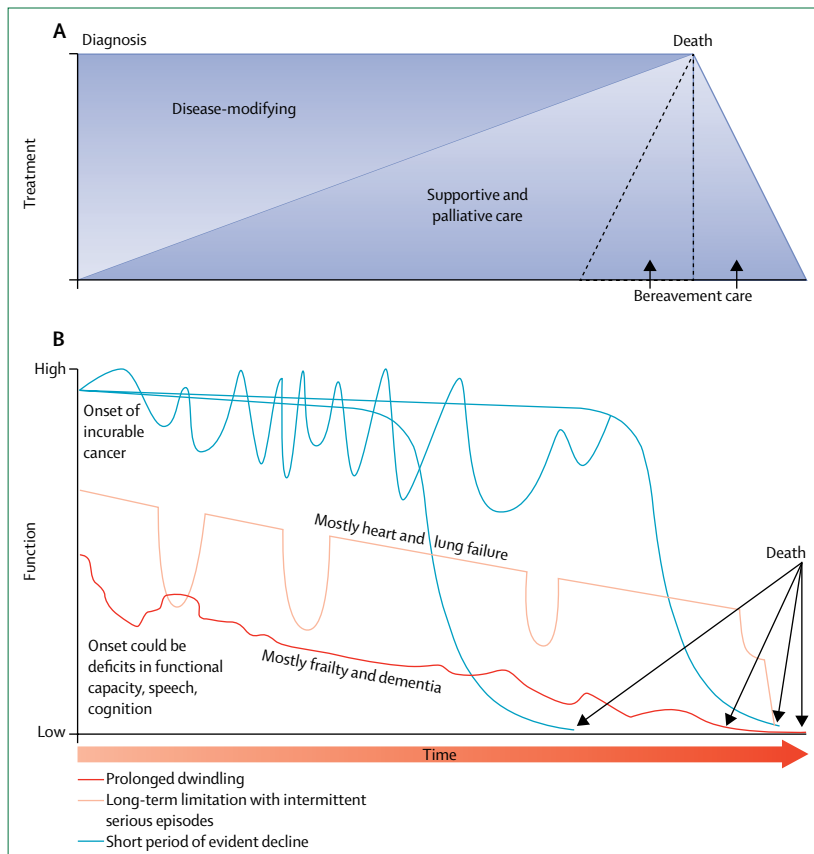 A
Diagnosis
Death
Disease-modifying
Treatment
Supportive and
palliative care
Bereavement care
B
High
Onset of
incurable
cancer
Mostly heart and lung failure
Function
Death
Onset could be
deficits in functional
capacity, speech,
cognition
Mostly frailty and dementia
Low
Time
Prolonged dwindling
Long-term limitation with intermittent
serious episodes
Short period of evident decline